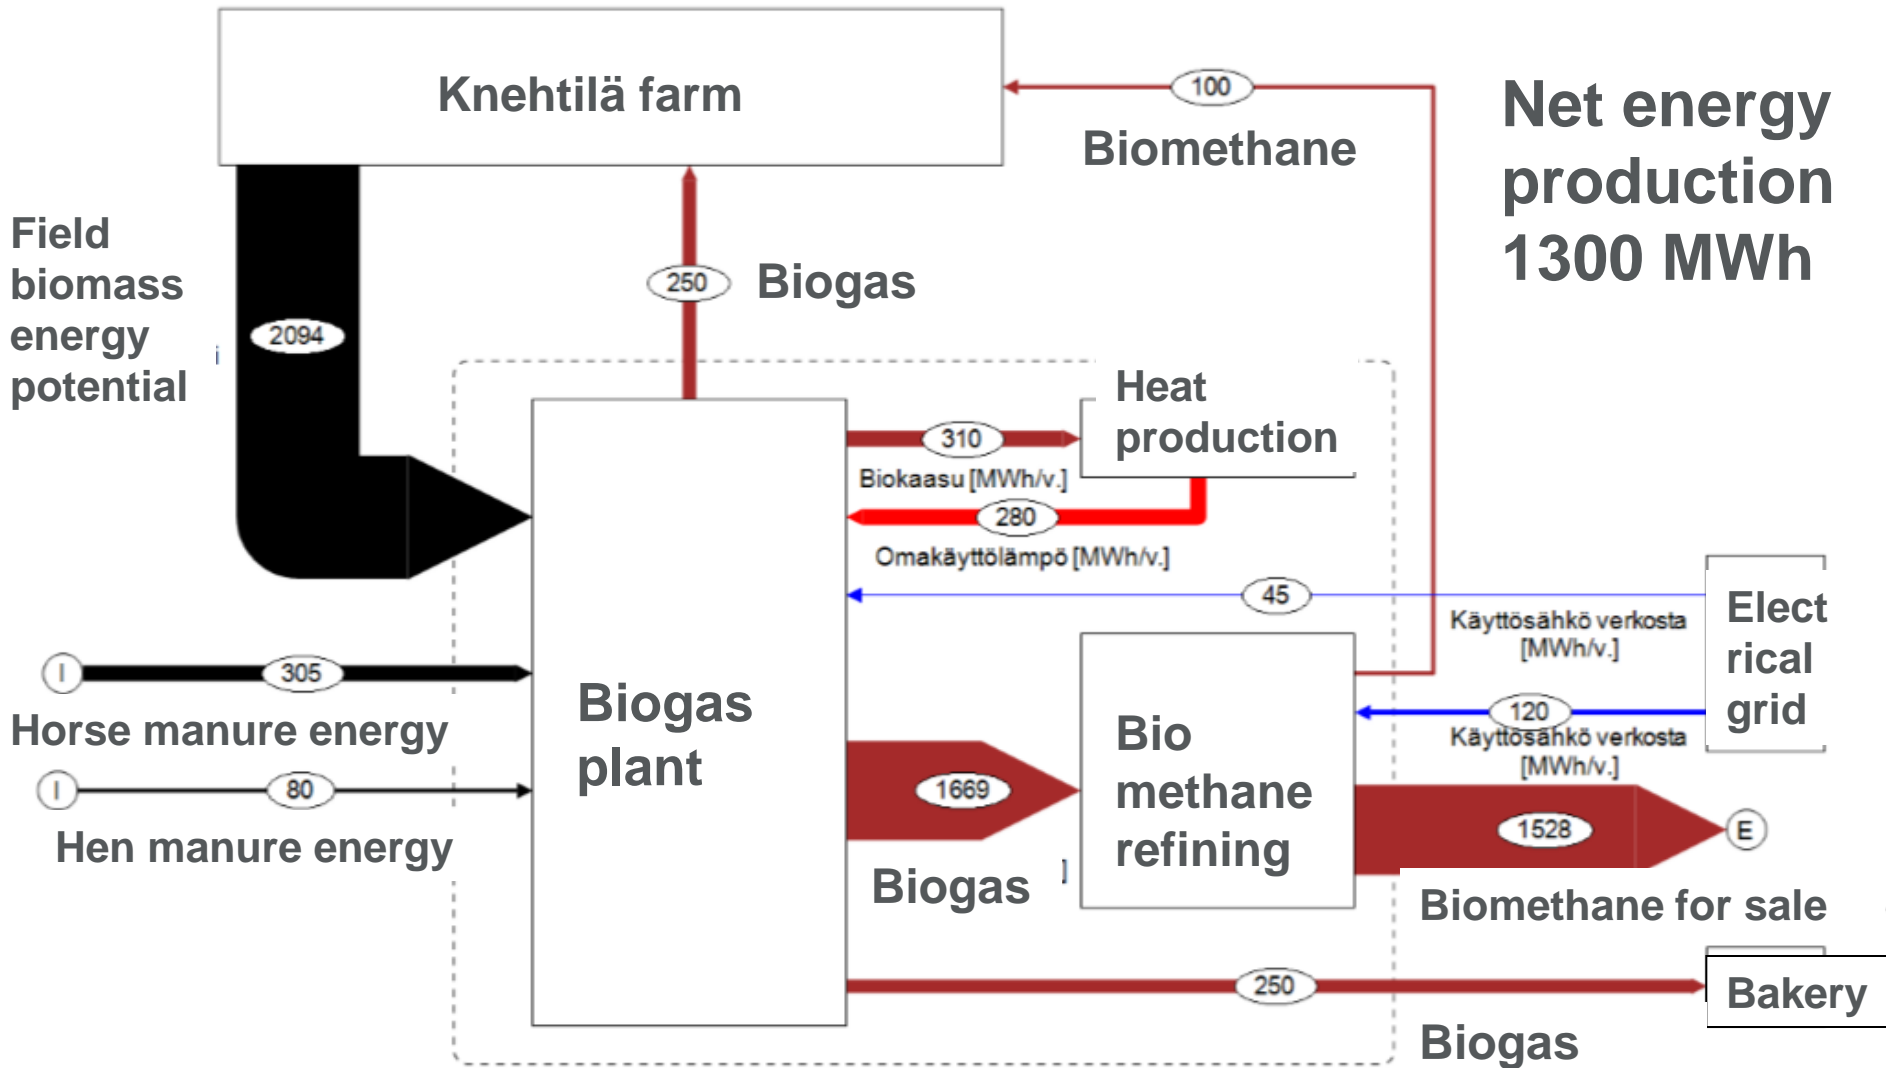 Knehtilä farm
100
Biomethane
Net energy
production
1300 MWh
Field
biomass
energy
potential
2094
250
Biogas
Heat
production
310
Biokaasu [MWh/v.]
280
Omakäyttölämpö [MWh/v.]
45
Käyttösähkö verkosta
[MWh/v.]
Elect
rical
grid
I
305
Horse manure energy
Biogas
plant
120
Käyttösähkö verkosta
[MWh/v.]
Bio
methane
refining
I
80
Hen manure energy
1669
Biogas
1528
E
Biomethane for sale
250
Bakery
Biogas